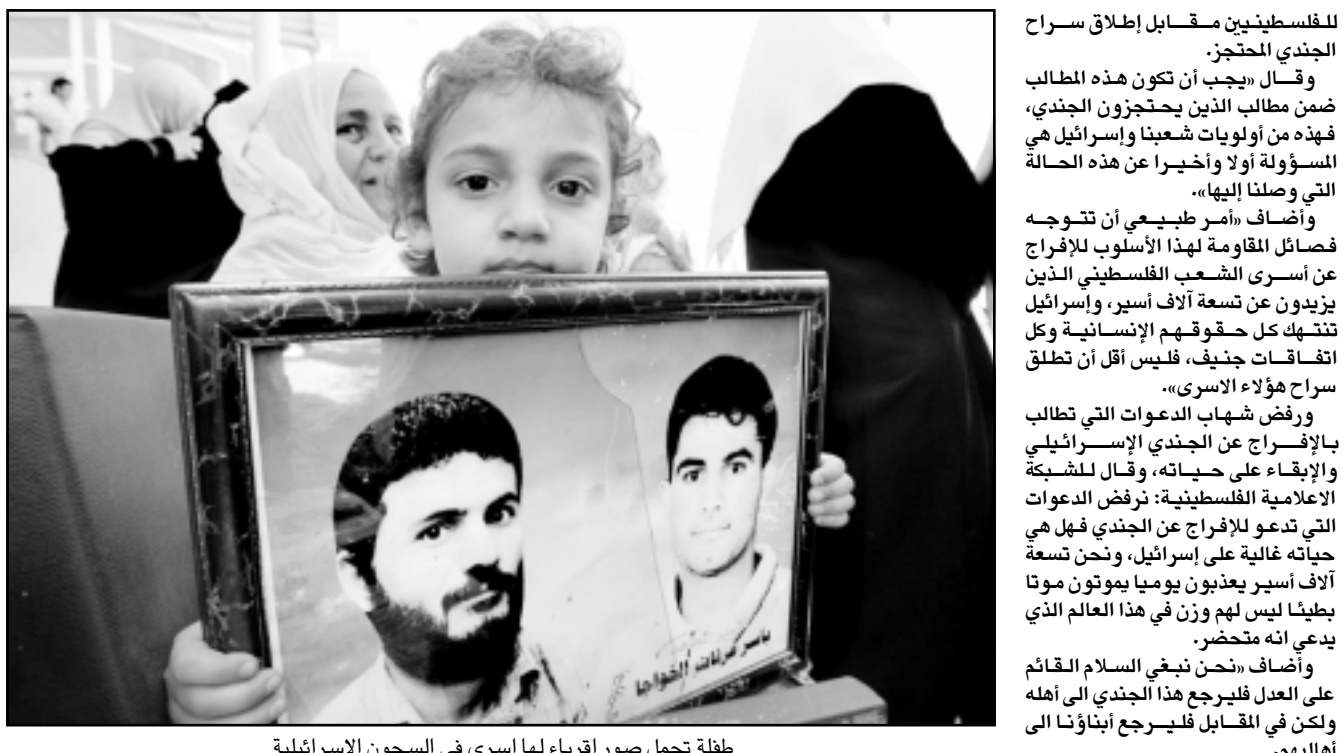 للفلسطينيين مقابل إطلاق سراح
الجندي المحتجز.
وقال «يجب أن تكون هذه المطالب
ضمن مطالب الذين يحتجزون الجندي،
فهذه من أولويات شعبنا وإسرائيل هي
المسؤولة أولا وأخيرا عن هذه الحالة
التي وصلنا إليها».
وأضاف «أمر طبيعي أن تتوجه
فصائل المقاومة لهذا الأسلوب للإفراج
عن أسرى الشعب الفلسطيني الذين
يزيدون عن تسعة آلاف أسير، وإسرائيل
تنتهك كل حقوقهم الإنسانية وكل
اتفاقات جنيف، فليس أقل أن تطلق
سراح هؤلاء الاسرى».
ورفض شهاب الدعوات التي تطالب
بالإفراج عن الجندي الإسرائيلي
والإبقاء على حياته، وقال للشبكة
الاعلامية الفلسطينية: نرفض الدعوات
التي تدعو للإفراج عن الجندي فهل هي
حياته غالية على إسرائيل، ونحن تسعة
آلاف أسير يعذبون يوميا يموتون موتا
بطيئا ليس لهم وزن في هذا العالم الذي
يدعي انه متحضر.
وأضاف «نحن نبغي السلام القائم
على العدل فليرجع هذا الجندي الى أهله
ولكن في المقابل فليرجع أبناؤنا الى
أهاليهم.
ياسر الخواجا
طفلة تحمل صور اقرباء لها اسرى في السجون الاسرائيلية